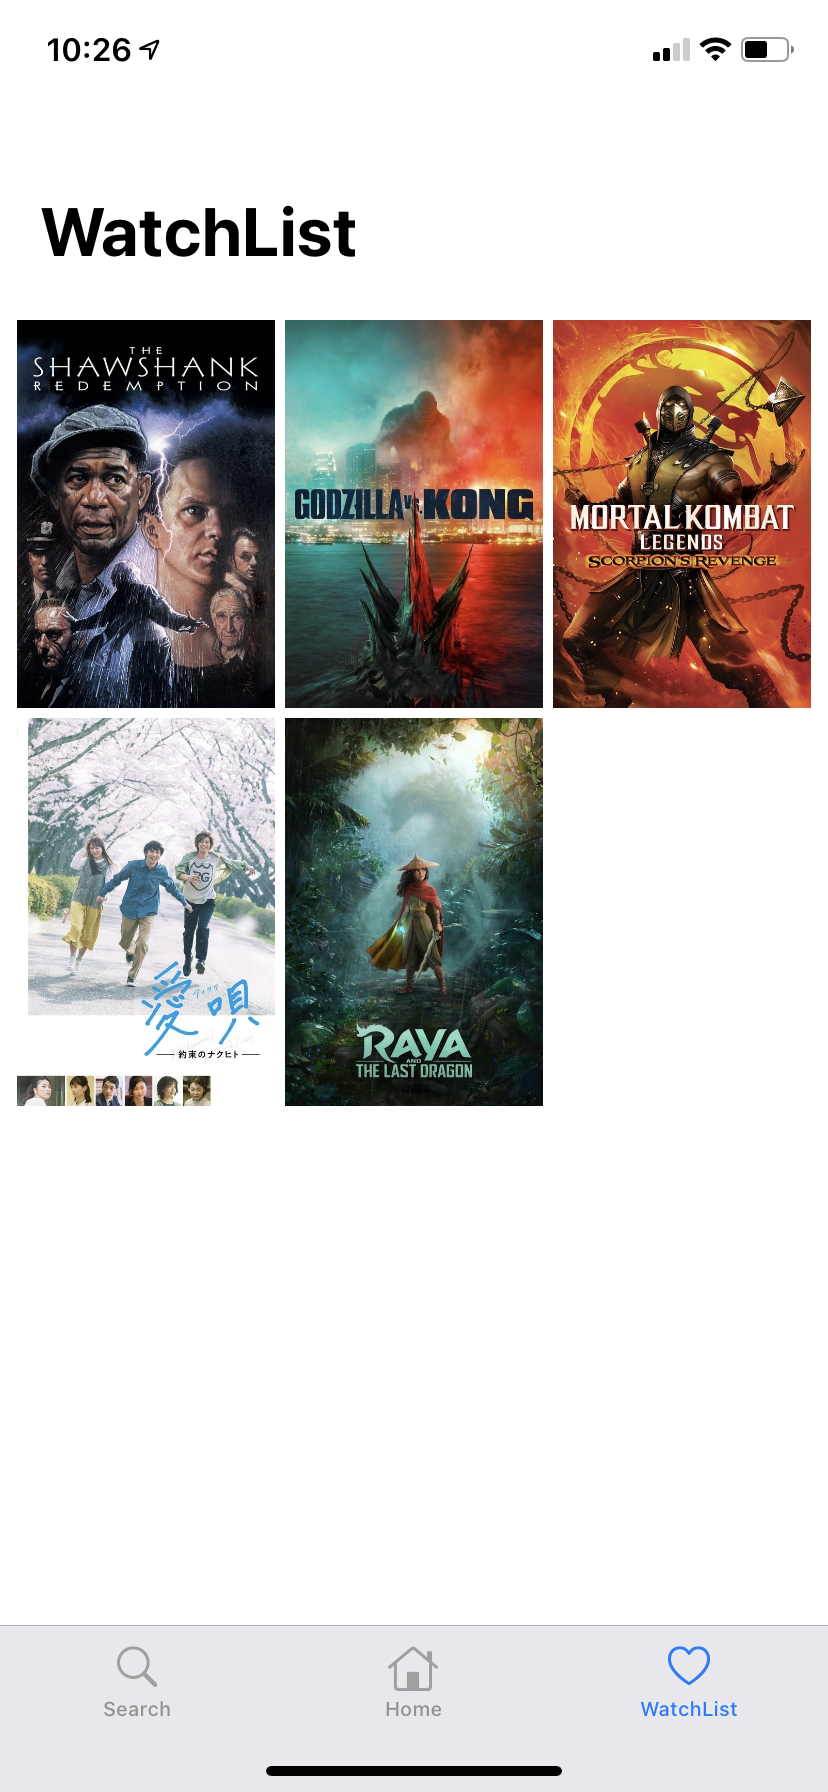 10:26
WatchList
THE
SHAWSHANK
REDEMPTION
GODZILLA VS. KONG
MORTAL KOMBAT
LEGENDS
SCORPION'S REVENGE
愛唄
約束のナクヒト
RAYA
AND
THE LAST DRAGON
Search
Home
WatchList